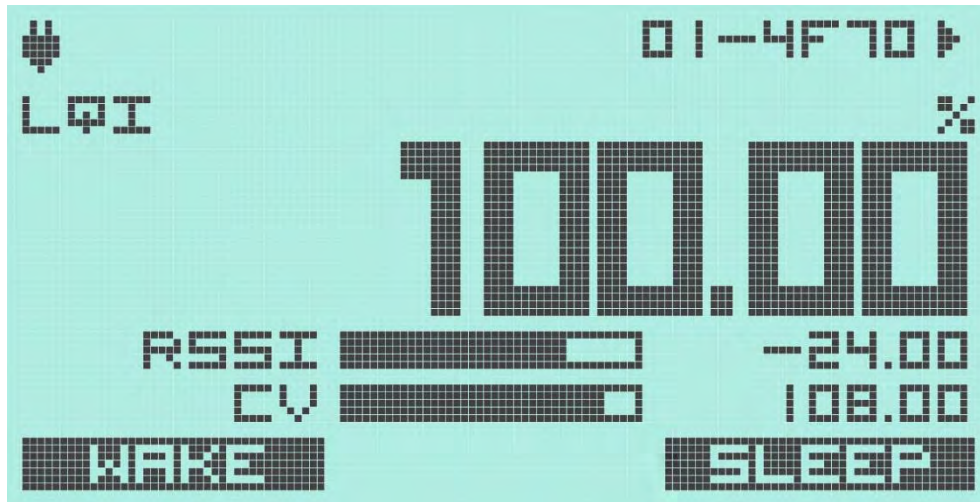 01-4F70
LQI %
100.00
RSSI -24.00
CV 108.00
WAKE SLEEP